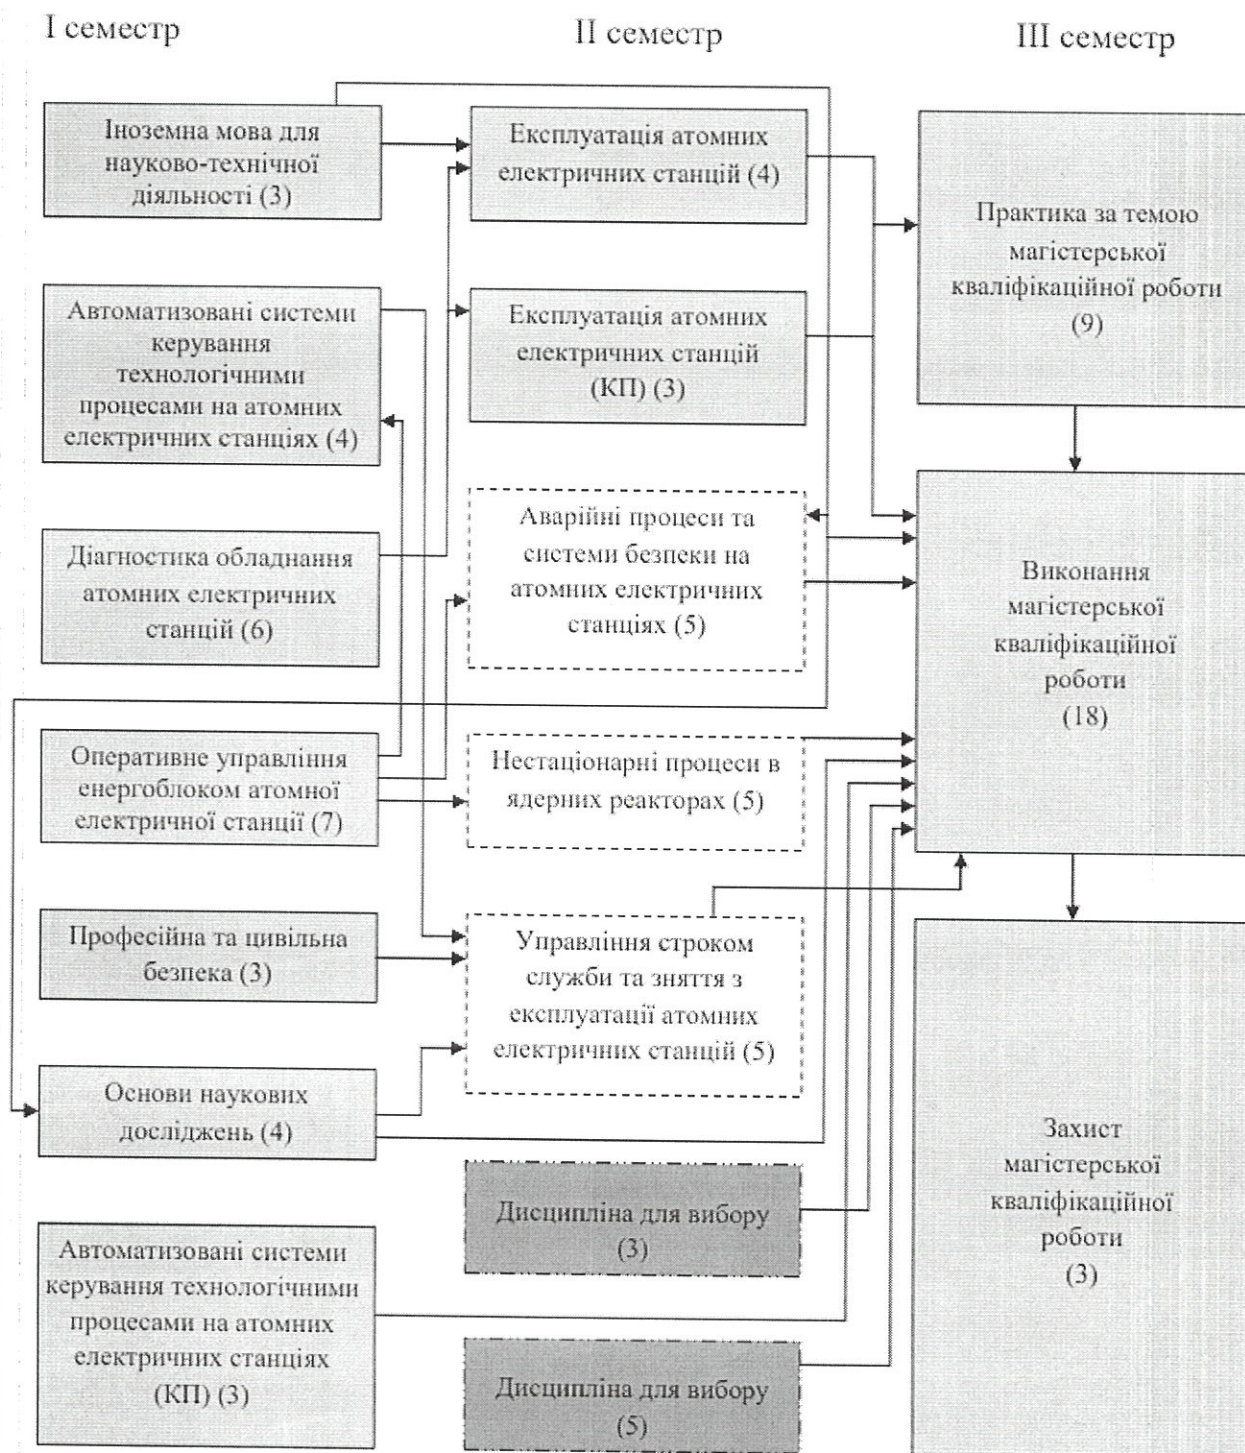 І семестр
ІІ семестр
ІІІ семестр
Іноземна мова для
науково-технічної
діяльності (3)
Автоматизовані системи
керування
технологічними
процесами на атомних
електричних станціях (4)
Діагностика обладнання
атомних електричних
станцій (6)
Оперативне управління
енергоблоком атомної
електричної станції (7)
Професійна та цивільна
безпека (3)
Основи наукових
досліджень (4)
Автоматизовані системи
керування технологічними
процесами на атомних
електричних станціях
(КП) (3)
Експлуатація атомних
електричних станцій (4)
Експлуатація атомних
електричних станцій
(КП) (3)
Аварійні процеси та
системи безпеки на
атомних електричних
станціях (5)
Нестаціонарні процеси в
ядерних реакторах (5)
Управління строком
служби та зняття з
експлуатації атомних
електричних станцій (5)
Дисципліна для вибору
(3)
Дисципліна для вибору
(5)
Практика за темою
магістерської
кваліфікаційної роботи
(9)
Виконання
магістерської
кваліфікаційної
роботи
(18)
Захист
магістерської
кваліфікаційної
роботи
(3)